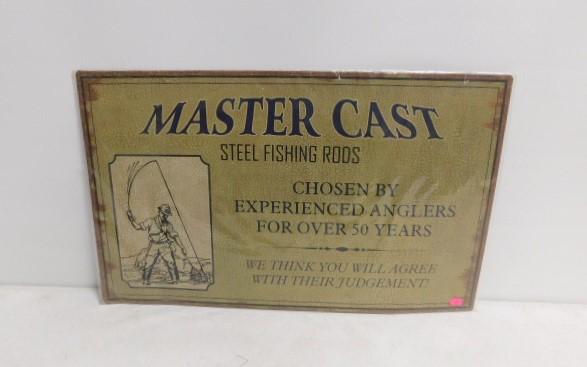 MASTER CAST
STEEL FISHING RODS
CHOSEN BY
EXPERIENCED ANGLERS
FOR OVER 50 YEARS
WE THINK YOU WILL AGREE
WITH THEIR JUDGEMENT!